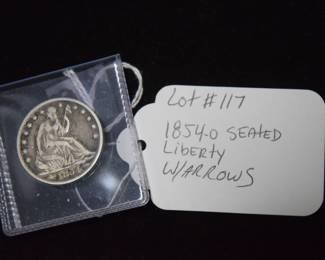 Lot #117
1854-O SEATED
Liberty
W/ARROWS